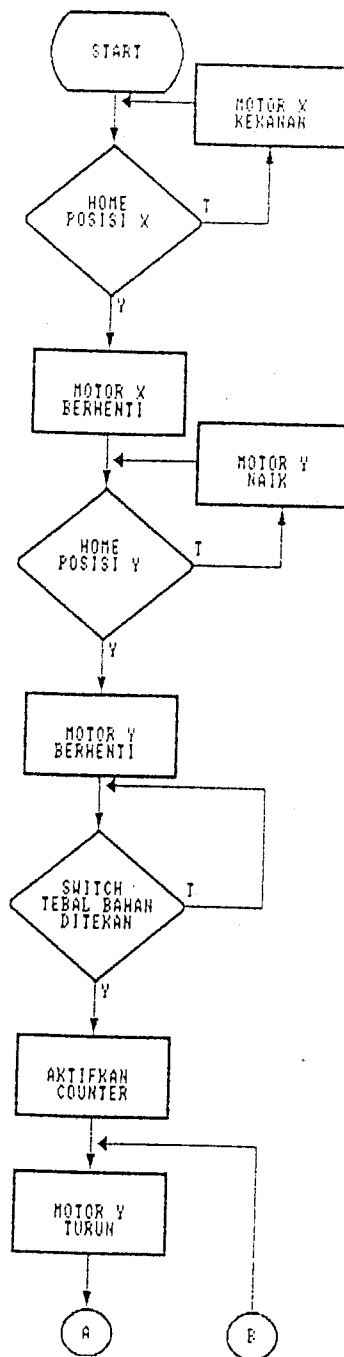 START
MOTOR X
KEKANAN
HOME
POSISI X
T
Y
MOTOR X
BERHENTI
MOTOR Y
NAIK
HOME
POSISI Y
T
Y
MOTOR Y
BERHENTI
SWITCH
TEBAL BAHAN
DITEKAN
T
Y
AKTIFKAN
COUNTER
MOTOR Y
TURUN
A
B